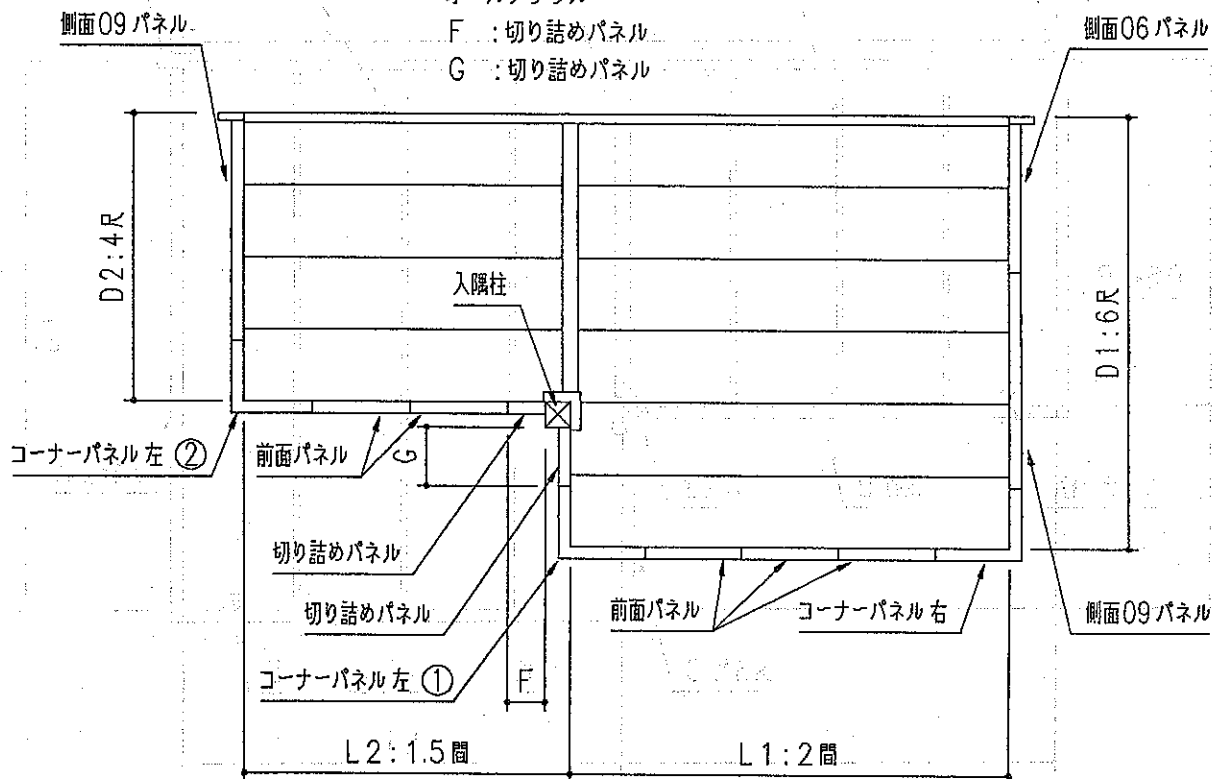 側面09パネル
F :切り詰めパネル
G :切り詰めパネル
側面06パネル
D2:4尺
入隅柱
D1:6尺
コーナーパネル左 ②
前面パネル
G
切り詰めパネル
切り詰めパネル
前面パネル
コーナーパネル右
側面09パネル
コーナーパネル左 ①
F
L2:1.5間
L1:2間